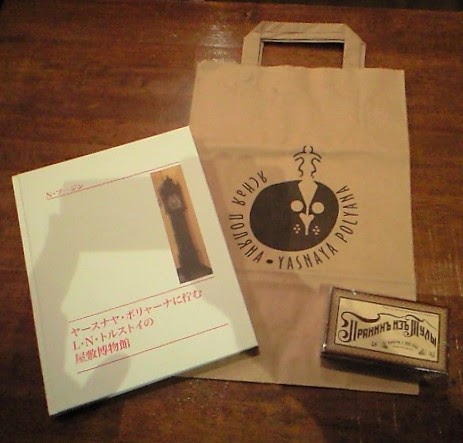 ヤースナヤ・ポリャーナに佇む
L・N・トルストイの
屋敷博物館
ЯСНАЯ ПОЛЯНА • YASNAYA POLYANA
ПРЯНИКЪ ИЗЪ ТУЛЫ